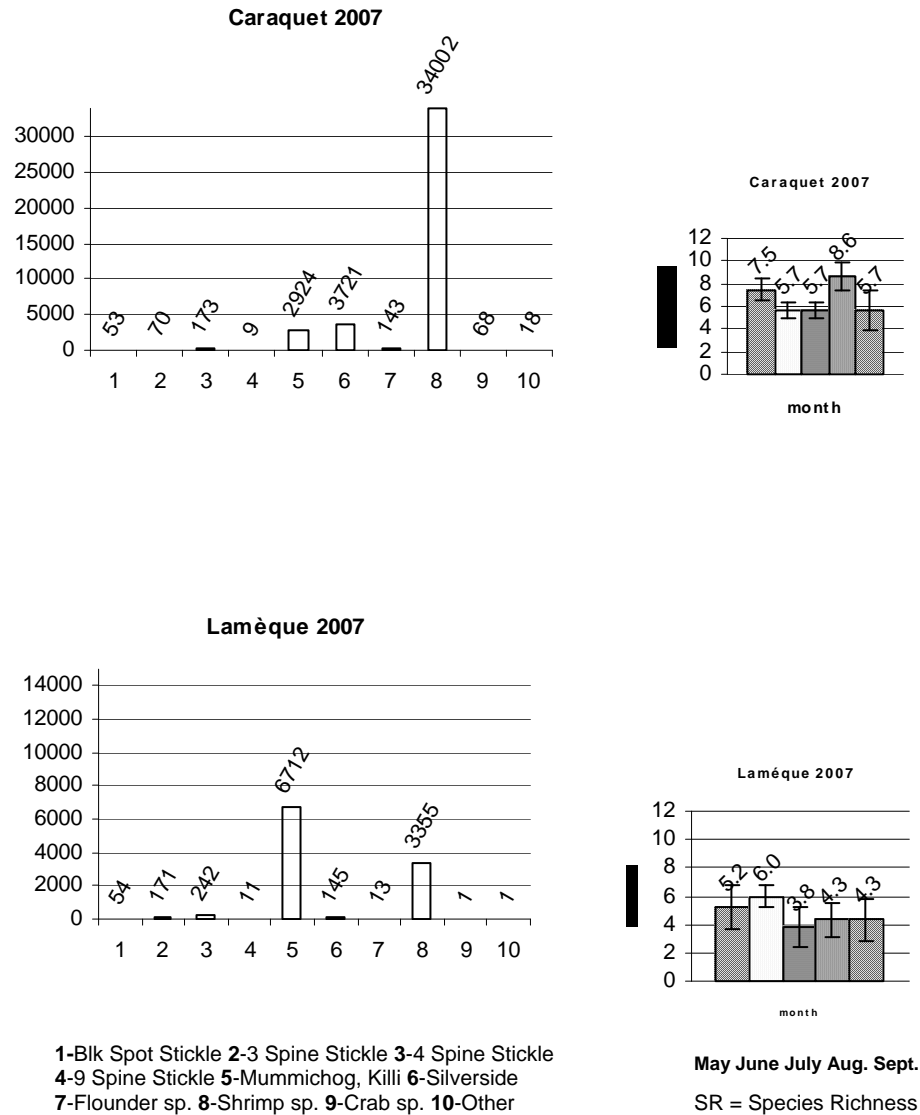 Caraquet 2007
34002
30000
25000
20000
15000
10000
5000
0
53 70 173 9 2924 3721 143 68 18
1 2 3 4 5 6 7 8 9 10
Caraquet 2007
12
10
8
6
4
2
0
7.5 5.7 5.7 8.6 5.7
month
Lamèque 2007
14000
12000
10000
8000
6000
4000
2000
0
54 171 242 11 6712 145 13 3355 1 1
1 2 3 4 5 6 7 8 9 10
Laméque 2007
12
10
8
6
4
2
0
5.2 6.0 3.8 4.3 4.3
month
1-Blk Spot Stickle 2-3 Spine Stickle 3-4 Spine Stickle
4-9 Spine Stickle 5-Mummichog, Killi 6-Silverside
7-Flounder sp. 8-Shrimp sp. 9-Crab sp. 10-Other
May June July Aug. Sept.
SR = Species Richness